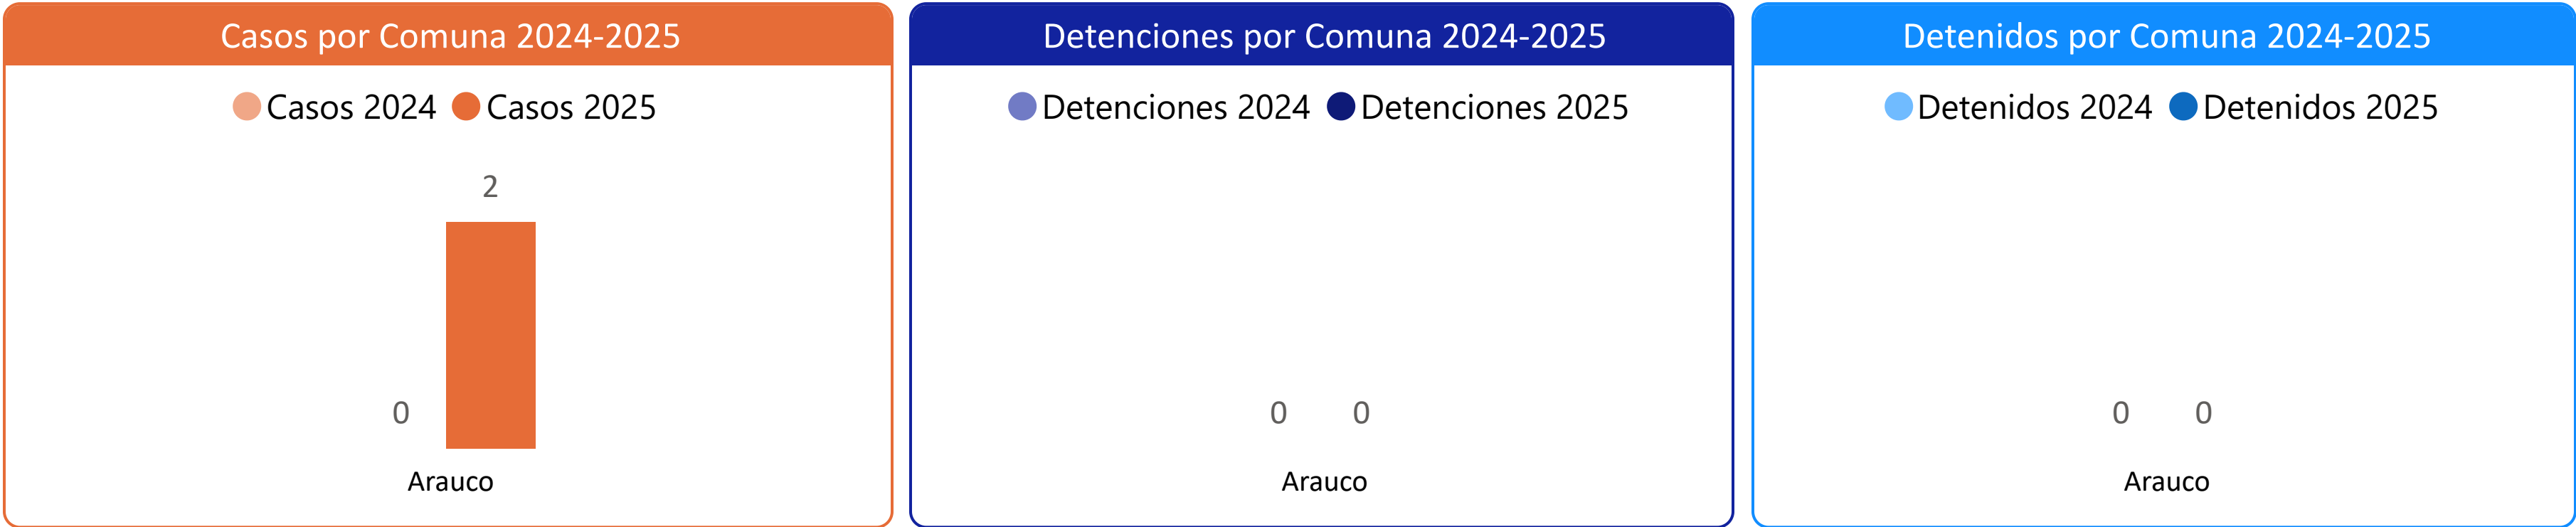 Casos por Comuna 2024-2025
Casos 2024 Casos 2025
2
0
Arauco
Detenciones por Comuna 2024-2025
Detenciones 2024 Detenciones 2025
0 0
Arauco
Detenidos por Comuna 2024-2025
Detenidos 2024 Detenidos 2025
0 0
Arauco